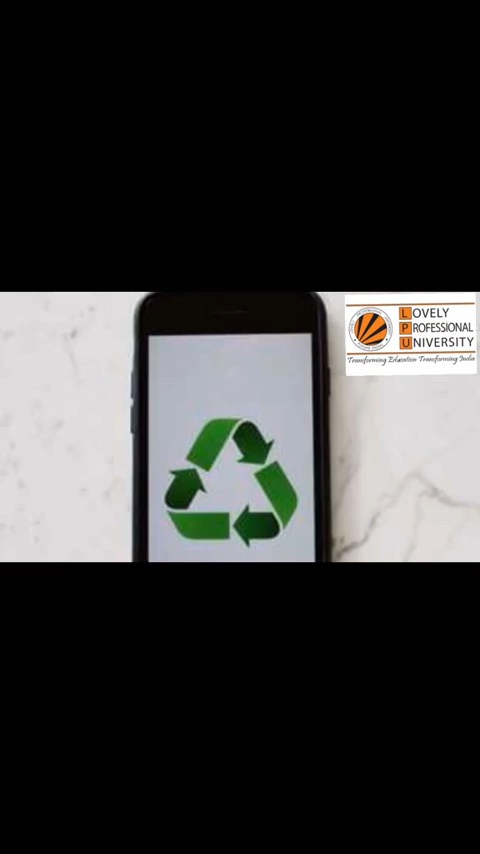 LOVELY
PROFESSIONAL
UNIVERSITY
Transforming Education Transforming India